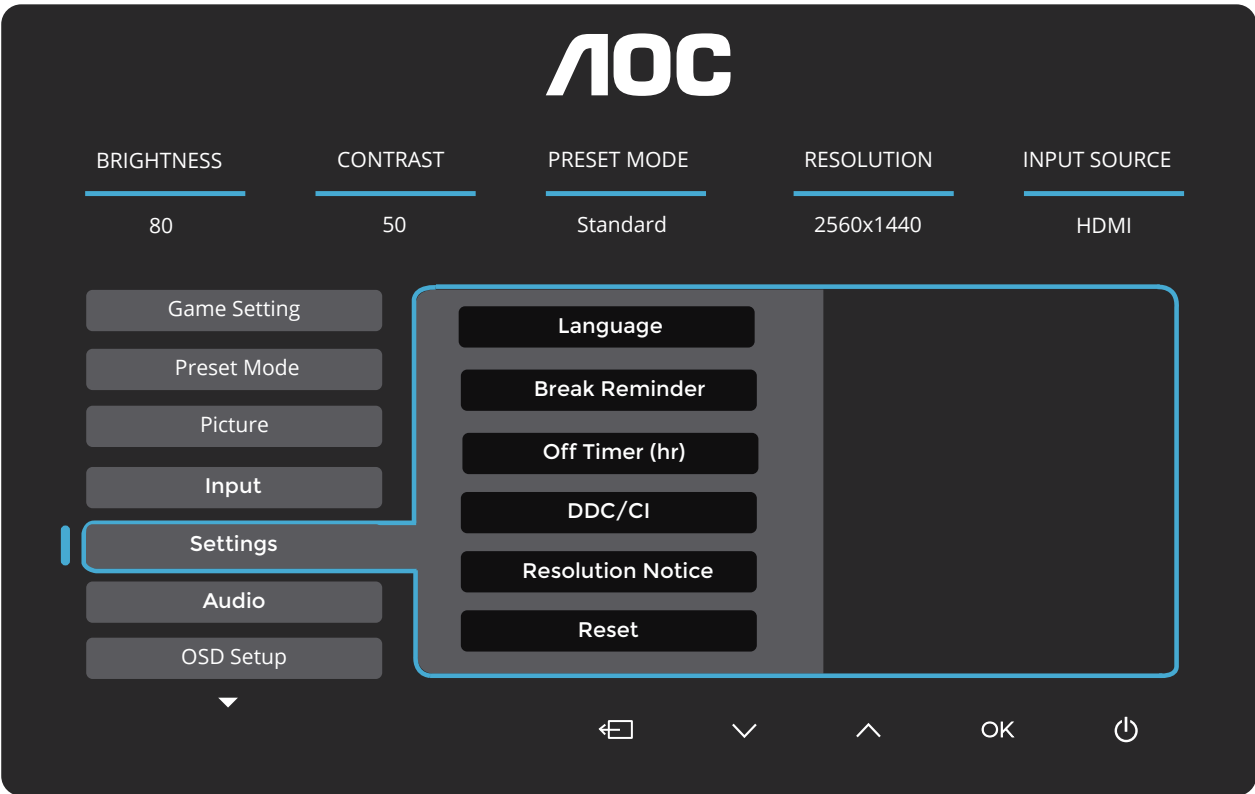 AOC
BRIGHTNESS CONTRAST PRESET MODE RESOLUTION INPUT SOURCE
80 50 Standard 2560x1440 HDMI
Game Setting
Preset Mode
Picture
Input
Settings
Audio
OSD Setup
Language
Break Reminder
Off Timer (hr)
DDC/CI
Resolution Notice
Reset
OK